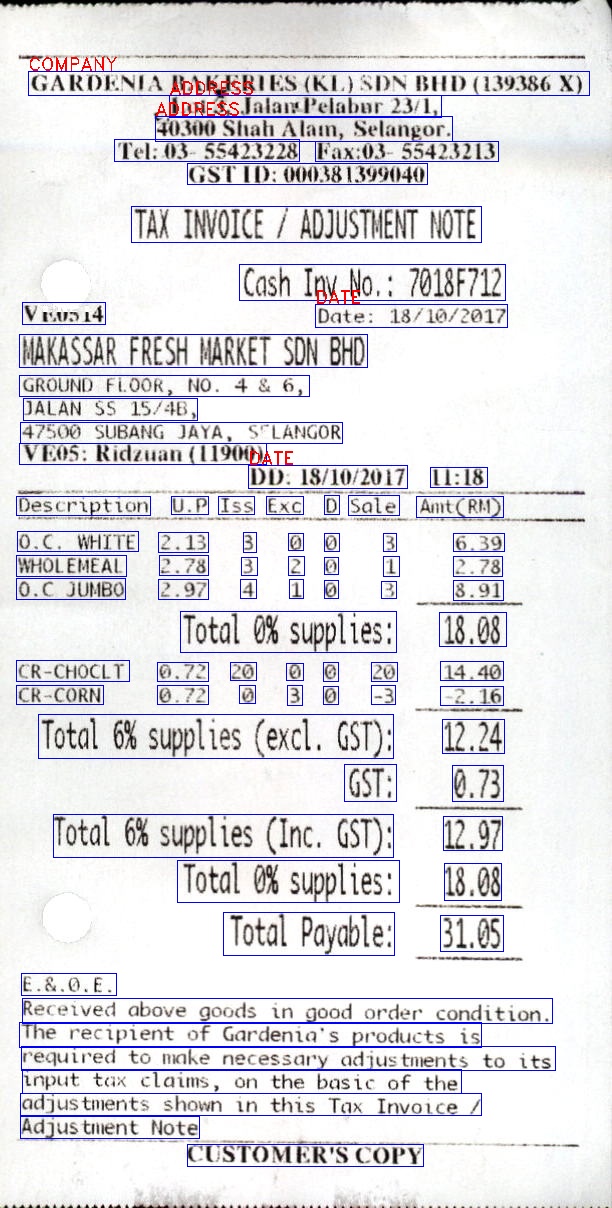 COMPANY
GARDENIA BAKERIES (KL) SDN BHD (139386 X)
ADDRESS
Jalan Pelabur 23/1,
ADDRESS
40300 Shah Alam, Selangor.
Tel: 03- 55423228 Fax:03- 55423213
GST ID: 000381399040
TAX INVOICE / ADJUSTMENT NOTE
Cash Inv No.: 7018F712
DATE
VE0514 Date: 18/10/2017
MAKASSAR FRESH MARKET SDN BHD
GROUND FLOOR, NO. 4 & 6,
JALAN SS 15/4B,
47500 SUBANG JAYA, SELANGOR
VE05: Ridzuan (11900)
DATE
DD: 18/10/2017 11:18
Description U.P Iss Exc D Sale Amt(RM)
O.C. WHITE 2.13 3 0 0 3 6.39
WHOLEMEAL 2.78 3 2 0 1 2.78
O.C JUMBO 2.97 4 1 0 3 8.91
Total 0% supplies: 18.08
CR-CHOCLT 0.72 20 0 0 20 14.40
CR-CORN 0.72 0 3 0 -3 -2.16
Total 6% supplies (excl. GST): 12.24
GST: 0.73
Total 6% supplies (Inc. GST): 12.97
Total 0% supplies: 18.08
Total Payable: 31.05
E.&.O.E.
Received above goods in good order condition.
The recipient of Gardenia's products is
required to make necessary adjustments to its
input tax claims, on the basic of the
adjustments shown in this Tax Invoice /
Adjustment Note
CUSTOMER'S COPY